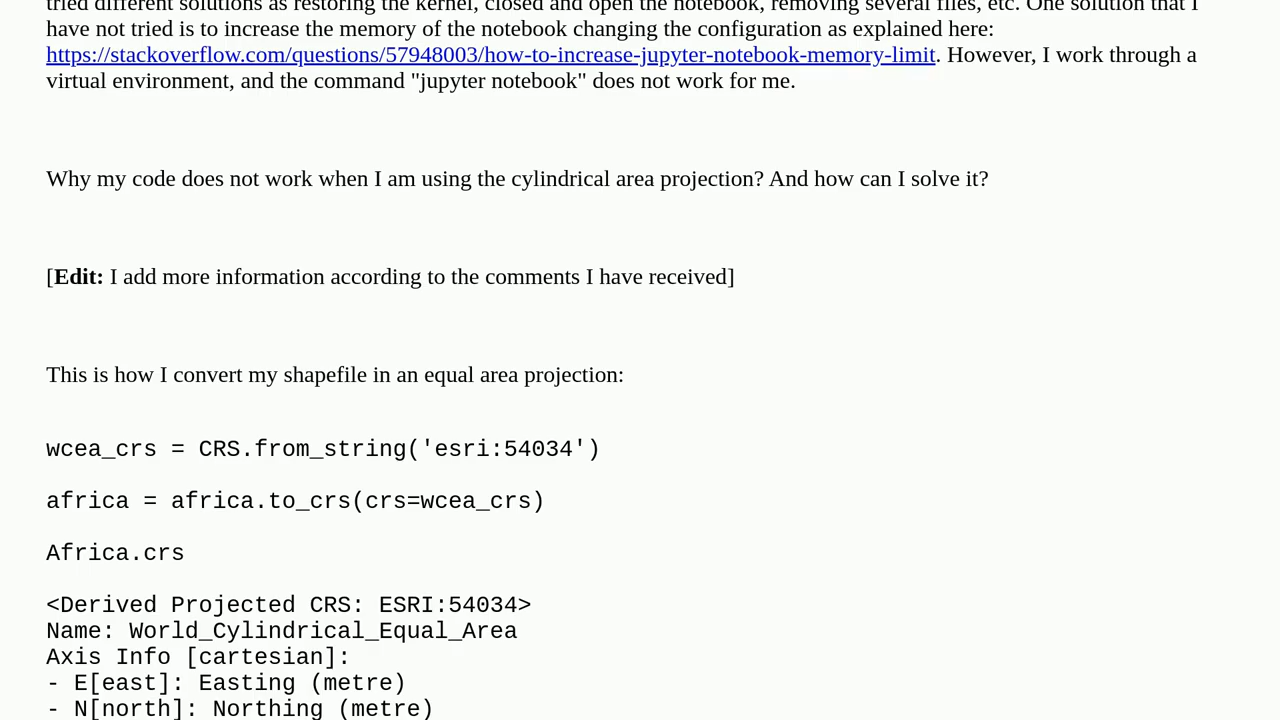 tried different solutions as restoring the kernel, closed and open the notebook, removing several files, etc. One solution that I
have not tried is to increase the memory of the notebook changing the configuration as explained here:
https://stackoverflow.com/questions/57948003/how-to-increase-jupyter-notebook-memory-limit. However, I work through a
virtual environment, and the command "jupyter notebook" does not work for me.
Why my code does not work when I am using the cylindrical area projection? And how can I solve it?
[Edit: I add more information according to the comments I have received]
This is how I convert my shapefile in an equal area projection:
wcea_crs = CRS.from_string('esri:54034')
africa = africa.to_crs(crs=wcea_crs)
Africa.crs
<Derived Projected CRS: ESRI:54034>
Name: World_Cylindrical_Equal_Area
Axis Info [cartesian]:
- E[east]: Easting (metre)
- N[north]: Northing (metre)